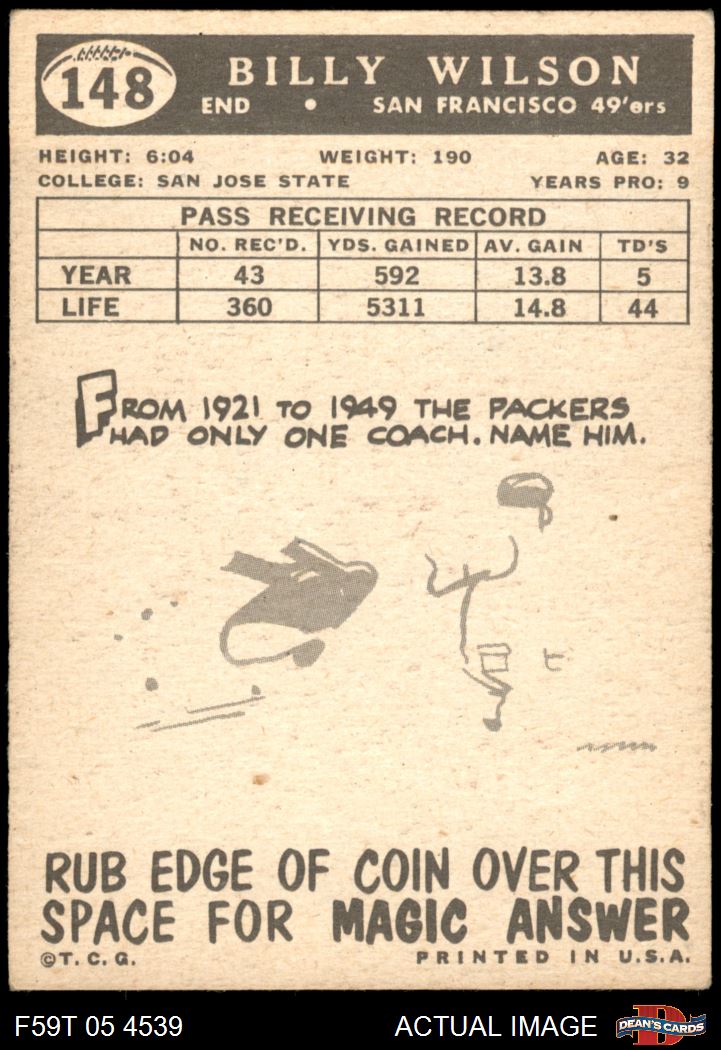 148
BILLY WILSON
END • SAN FRANCISCO 49'ers
HEIGHT: 6:04 WEIGHT: 190 AGE: 32
COLLEGE: SAN JOSE STATE YEARS PRO: 9
PASS RECEIVING RECORD
NO. REC'D. YDS. GAINED AV. GAIN TD'S
YEAR 43 592 13.8 5
LIFE 360 5311 14.8 44
FROM 1921 TO 1949 THE PACKERS
HAD ONLY ONE COACH. NAME HIM.
RUB EDGE OF COIN OVER THIS
SPACE FOR MAGIC ANSWER
©T. C. G. PRINTED IN U.S.A.
F59T 05 4539 ACTUAL IMAGE D DEAN'S CARDS